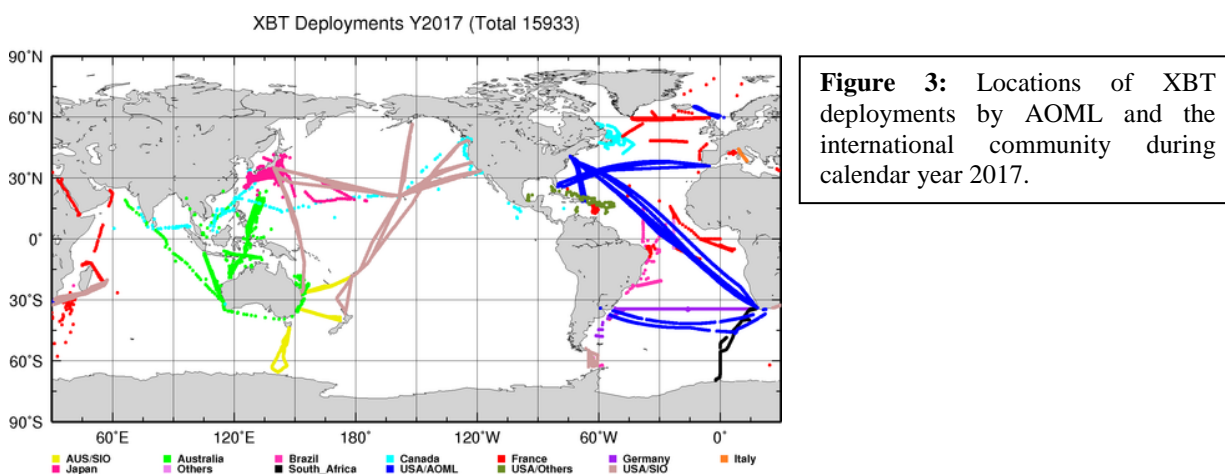 XBT Deployments Y2017 (Total 15933)
90˚N
60˚N
30˚N
0˚
30˚S
60˚S
90˚S
60˚E 120˚E 180˚ 120˚W 60˚W 0˚
AUS/SIO Australia Brazil Canada France Germany Italy
Japan Others South_Africa USA/AOML USA/Others USA/SIO
Figure 3: Locations of XBT
deployments by AOML and the
international community during
calendar year 2017.